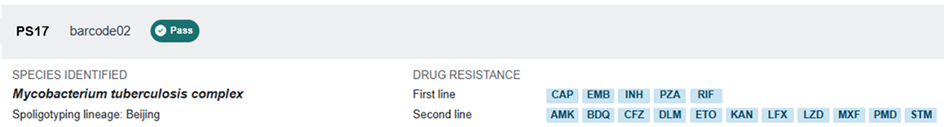 PS17 barcode02 Pass
SPECIES IDENTIFIED
Mycobacterium tuberculosis complex
Spoligotyping lineage: Beijing
DRUG RESISTANCE
First line CAP EMB INH PZA RIF
Second line AMK BDQ CFZ DLM ETO KAN LFX LZD MXF PMD STM